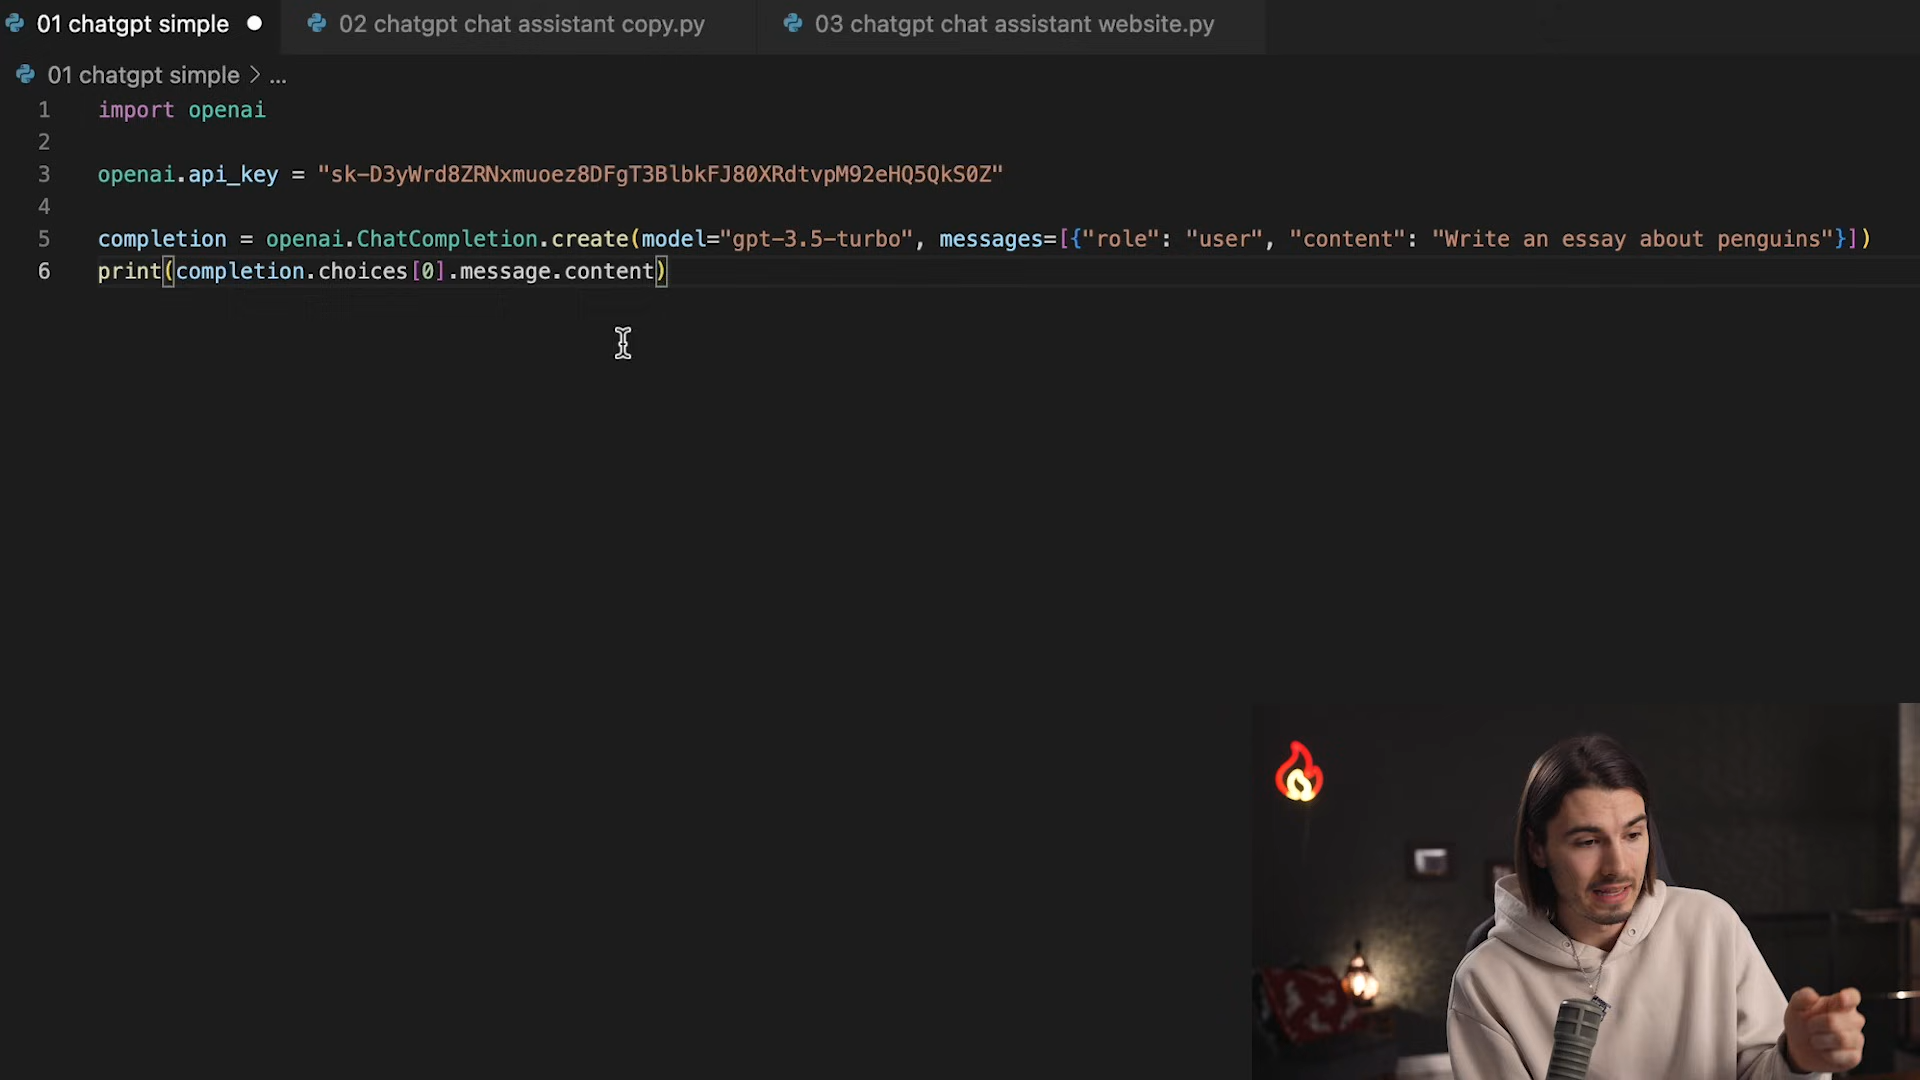 01 chatgpt simple
02 chatgpt chat assistant copy.py
03 chatgpt chat assistant website.py
01 chatgpt simple > ...
1 import openai
2
3 openai.api_key = "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"
4
5 completion = openai.ChatCompletion.create(model="gpt-3.5-turbo", messages=[{"role": "user", "content": "Write an essay about penguins"}])
6 print(completion.choices[0].message.content)